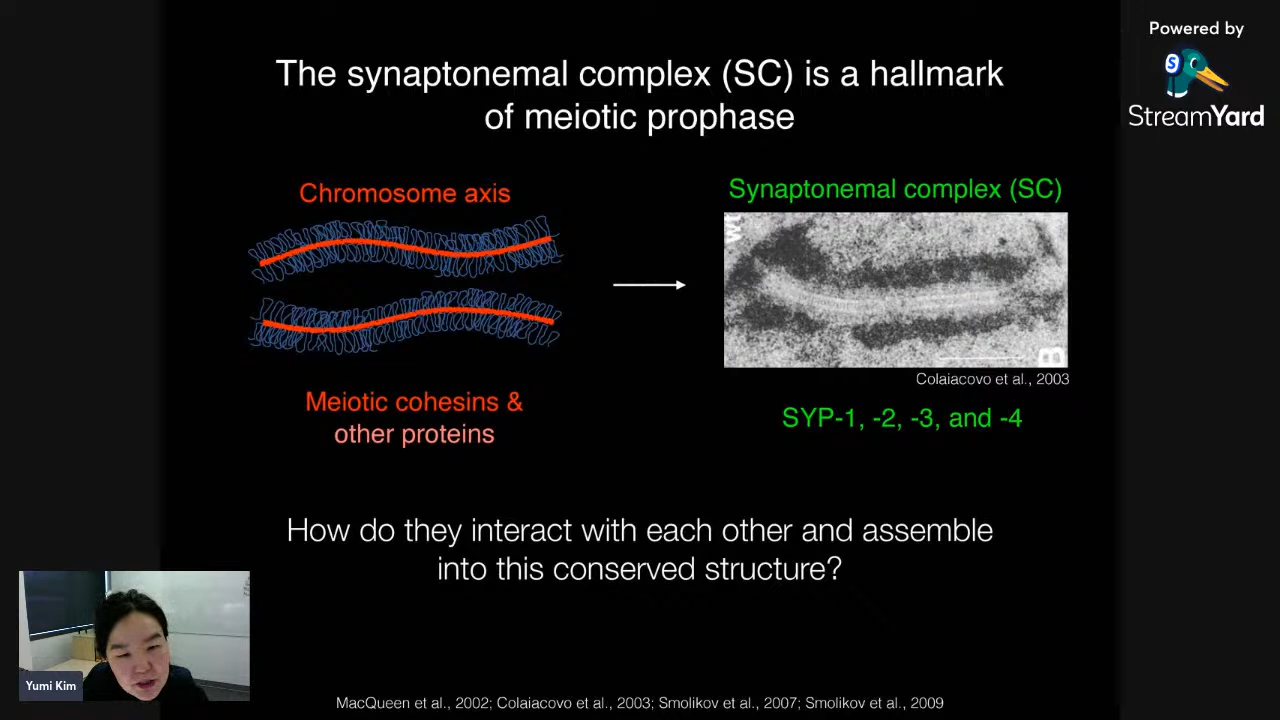 Powered by
StreamYard
The synaptonemal complex (SC) is a hallmark
of meiotic prophase
Chromosome axis
Synaptonemal complex (SC)
wt
B
Colaiacovo et al., 2003
Meiotic cohesins &
other proteins
SYP-1, -2, -3, and -4
How do they interact with each other and assemble
into this conserved structure?
Yumi Kim
MacQueen et al., 2002; Colaiacovo et al., 2003; Smolikov et al., 2007; Smolikov et al., 2009